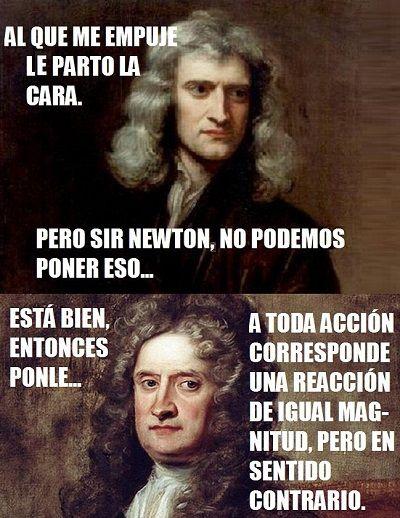 AL QUE ME EMPUJE
LE PARTO LA
CARA.
PERO SIR NEWTON, NO PODEMOS
PONER ESO...
ESTÁ BIEN,
ENTONCES
PONLE...
A TODA ACCIÓN
CORRESPONDE
UNA REACCIÓN
DE IGUAL MAG-
NITUD, PERO EN
SENTIDO
CONTRARIO.